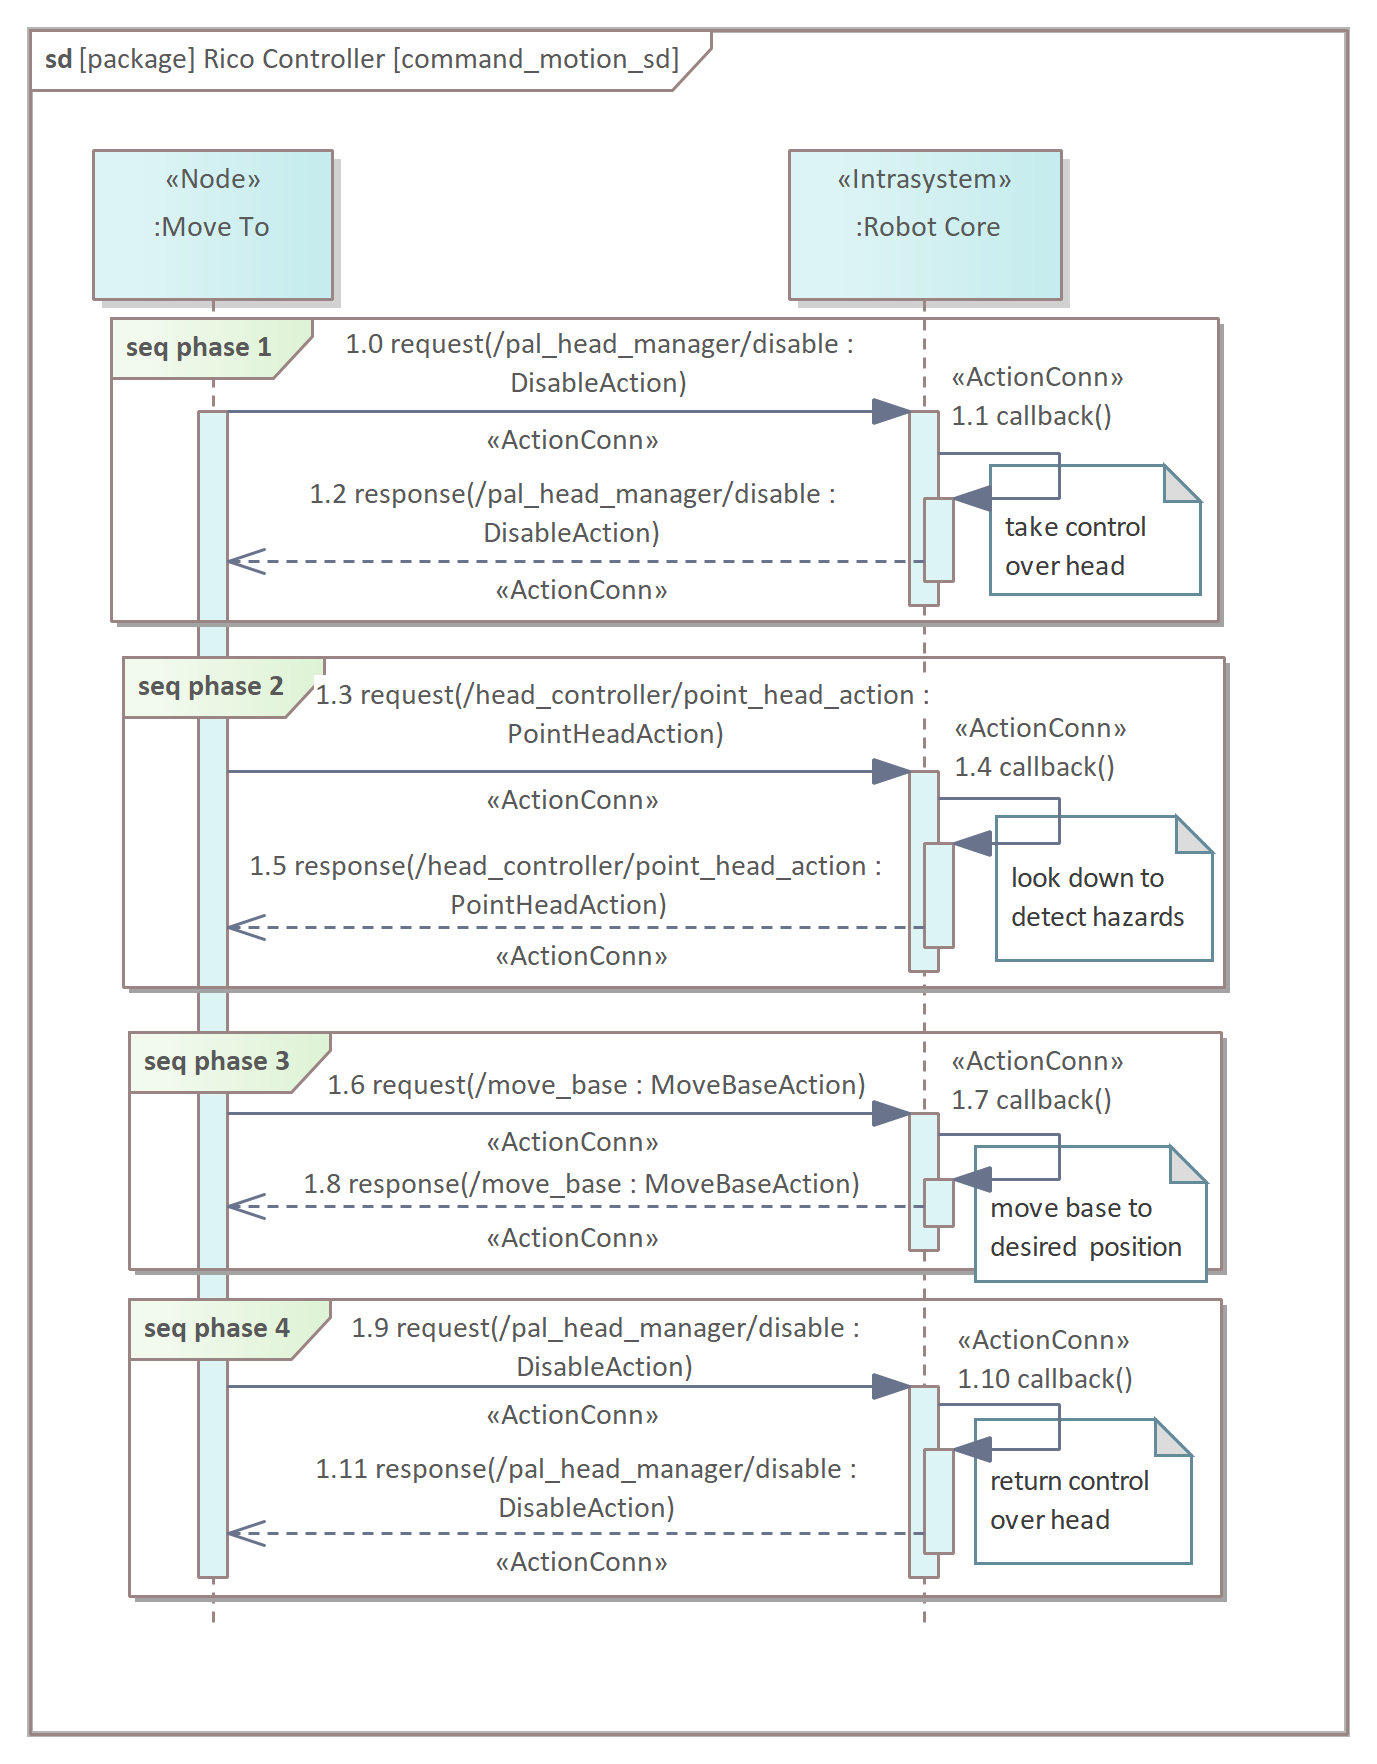 sd [package] Rico Controller [command_motion_sd]
«Node»
:Move To
«Intrasystem»
:Robot Core
seq phase 1
1.0 request(/pal_head_manager/disable :
DisableAction)
«ActionConn»
«ActionConn»
1.1 callback()
1.2 response(/pal_head_manager/disable :
DisableAction)
«ActionConn»
take control
over head
seq phase 2
1.3 request(/head_controller/point_head_action :
PointHeadAction)
«ActionConn»
«ActionConn»
1.4 callback()
1.5 response(/head_controller/point_head_action :
PointHeadAction)
«ActionConn»
look down to
detect hazards
seq phase 3
1.6 request(/move_base : MoveBaseAction)
«ActionConn»
«ActionConn»
1.7 callback()
1.8 response(/move_base : MoveBaseAction)
«ActionConn»
move base to
desired  position
seq phase 4
1.9 request(/pal_head_manager/disable :
DisableAction)
«ActionConn»
«ActionConn»
1.10 callback()
1.11 response(/pal_head_manager/disable :
DisableAction)
«ActionConn»
return control
over head